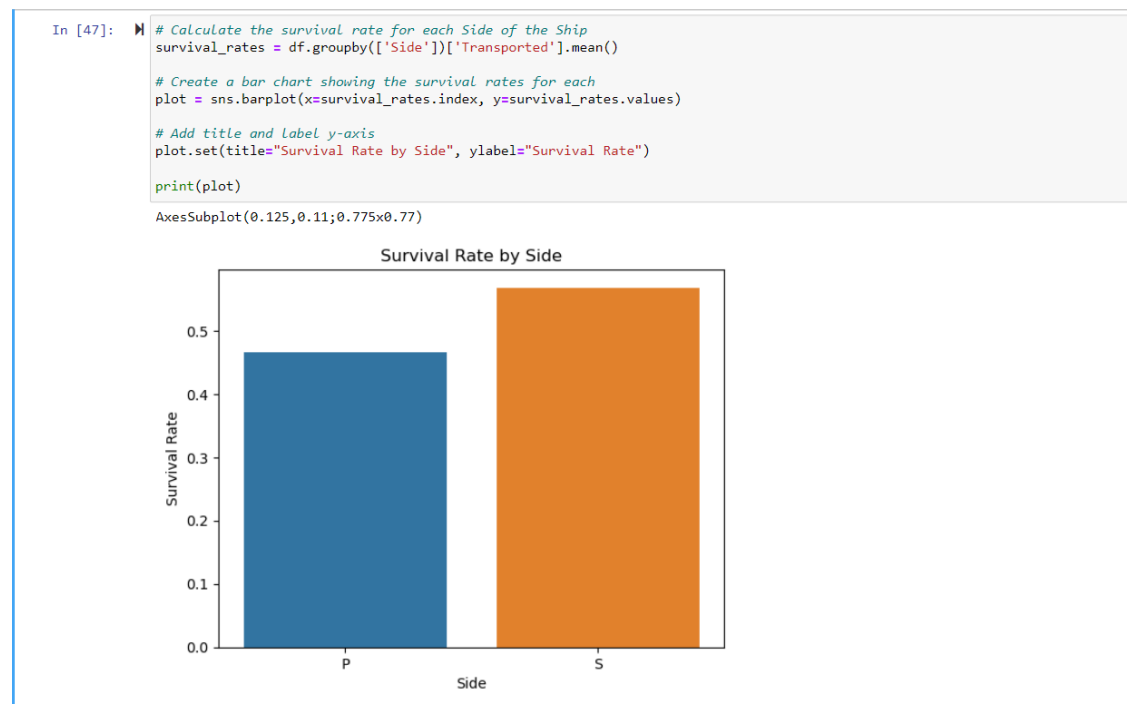 In [47]:
# Calculate the survival rate for each Side of the Ship
survival_rates = df.groupby(['Side'])['Transported'].mean()
# Create a bar chart showing the survival rates for each
plot = sns.barplot(x=survival_rates.index, y=survival_rates.values)
# Add title and label y-axis
plot.set(title="Survival Rate by Side", ylabel="Survival Rate")
print(plot)
AxesSubplot(0.125,0.11;0.775x0.77)
Survival Rate by Side
Survival Rate
0.5
0.4
0.3
0.2
0.1
0.0
P S
Side